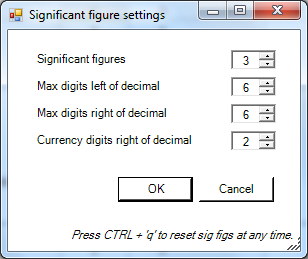 Significant figure settings
Significant figures 3
Max digits left of decimal 6
Max digits right of decimal 6
Currency digits right of decimal 2
OK Cancel
Press CTRL + 'q' to reset sig figs at any time.